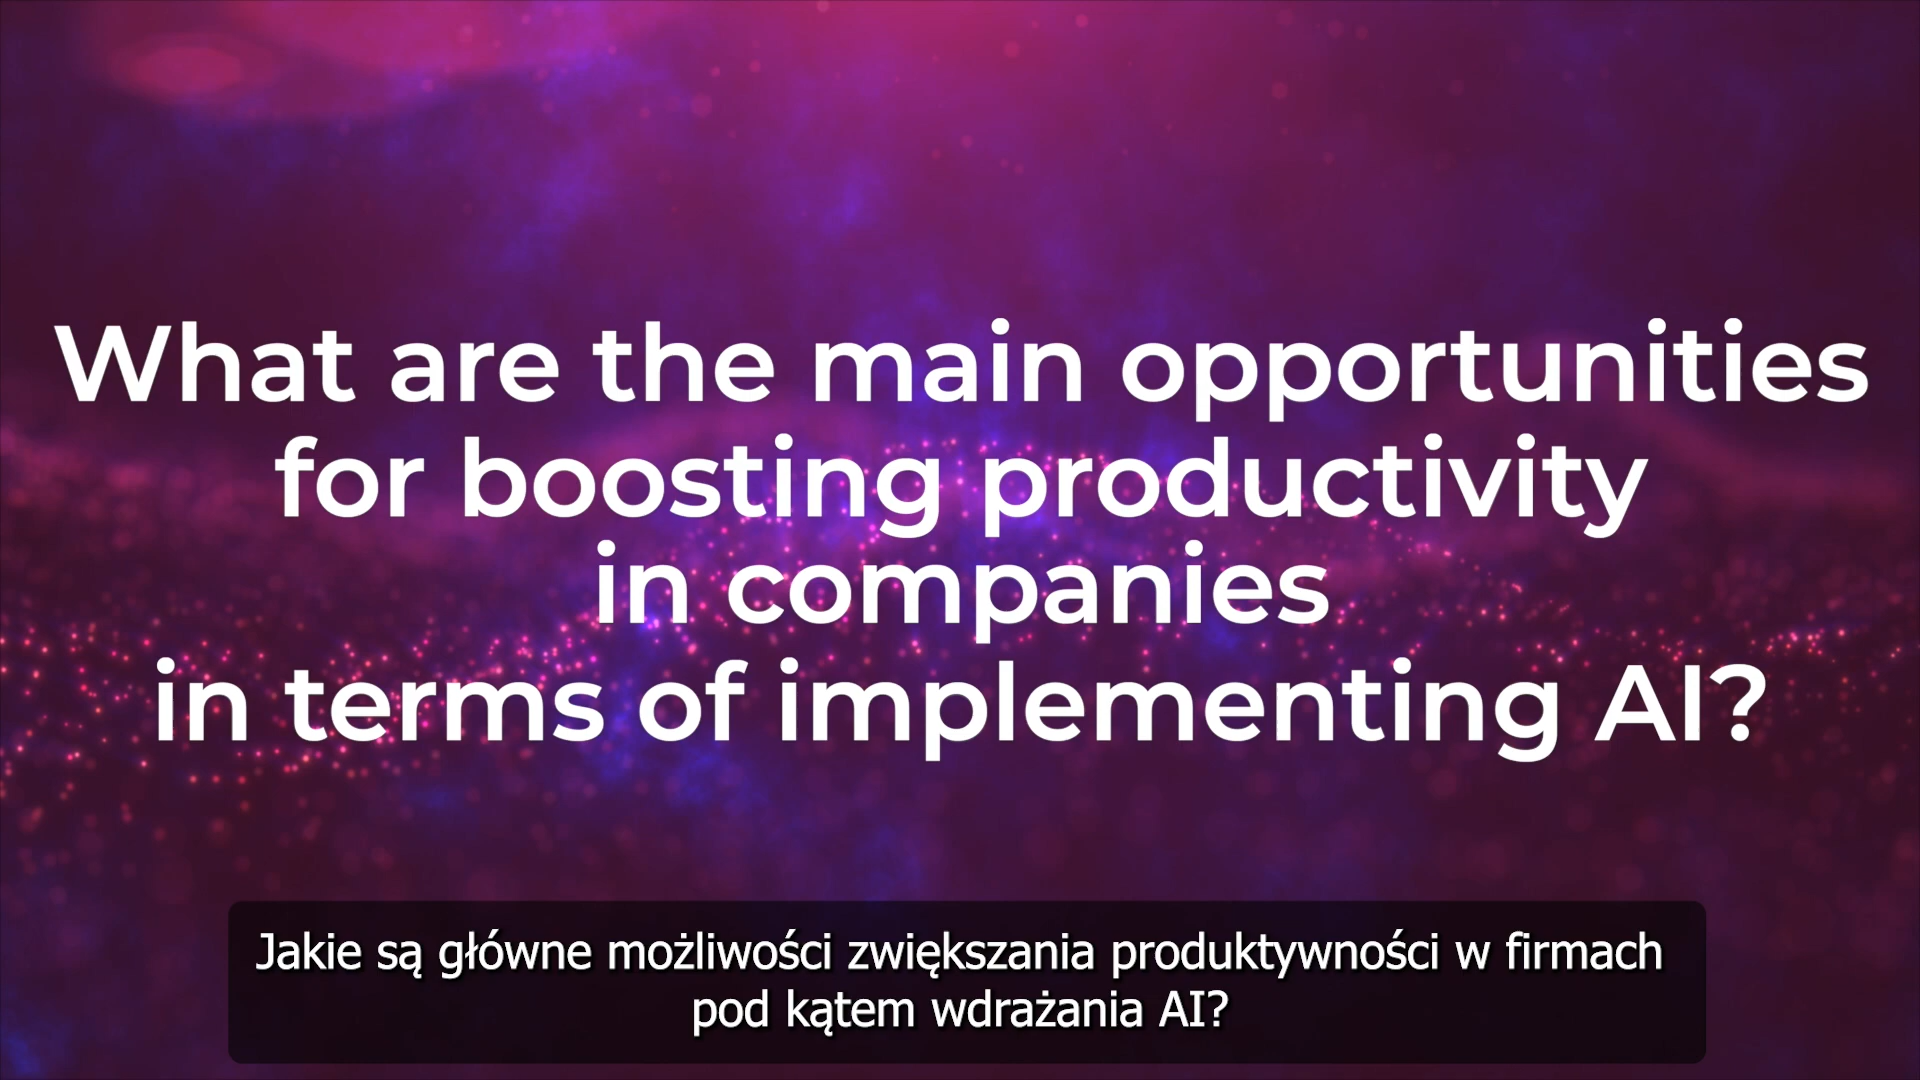 What are the main opportunities
for boosting productivity
in companies
in terms of implementing AI?
Jakie są główne możliwości zwiększania produktywności w firmach
pod kątem wdrażania AI?